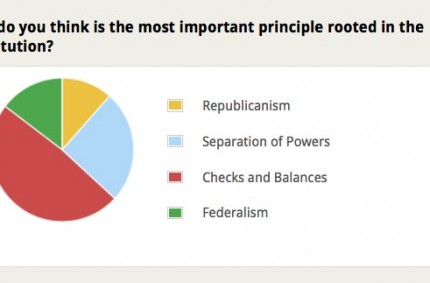 do you think is the most important principle rooted in the
tution?
Republicanism
Separation of Powers
Checks and Balances
Federalism